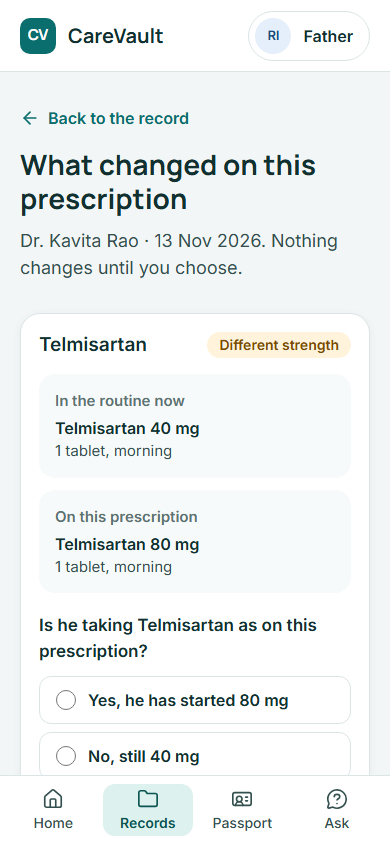 CV CareVault RI Father
Back to the record
What changed on this
prescription
Dr. Kavita Rao · 13 Nov 2026. Nothing
changes until you choose.
Telmisartan Different strength
In the routine now
Telmisartan 40 mg
1 tablet, morning
On this prescription
Telmisartan 80 mg
1 tablet, morning
Is he taking Telmisartan as on this
prescription?
Yes, he has started 80 mg
No, still 40 mg
Home Records Passport Ask